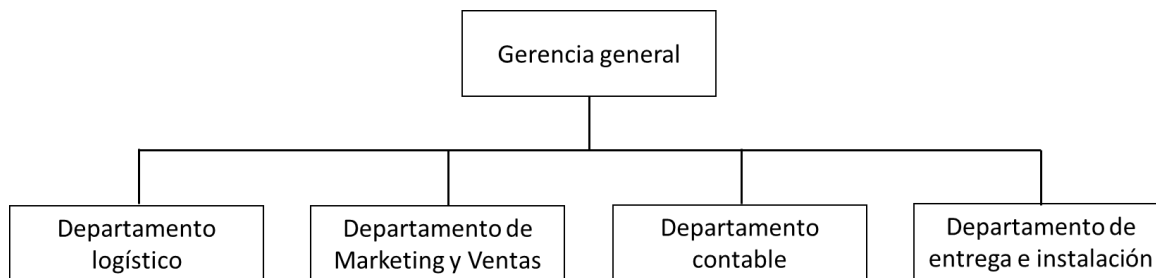 Gerencia general
Departamento
logístico
Departamento de
Marketing y Ventas
Departamento
contable
Departamento de
entrega e instalación